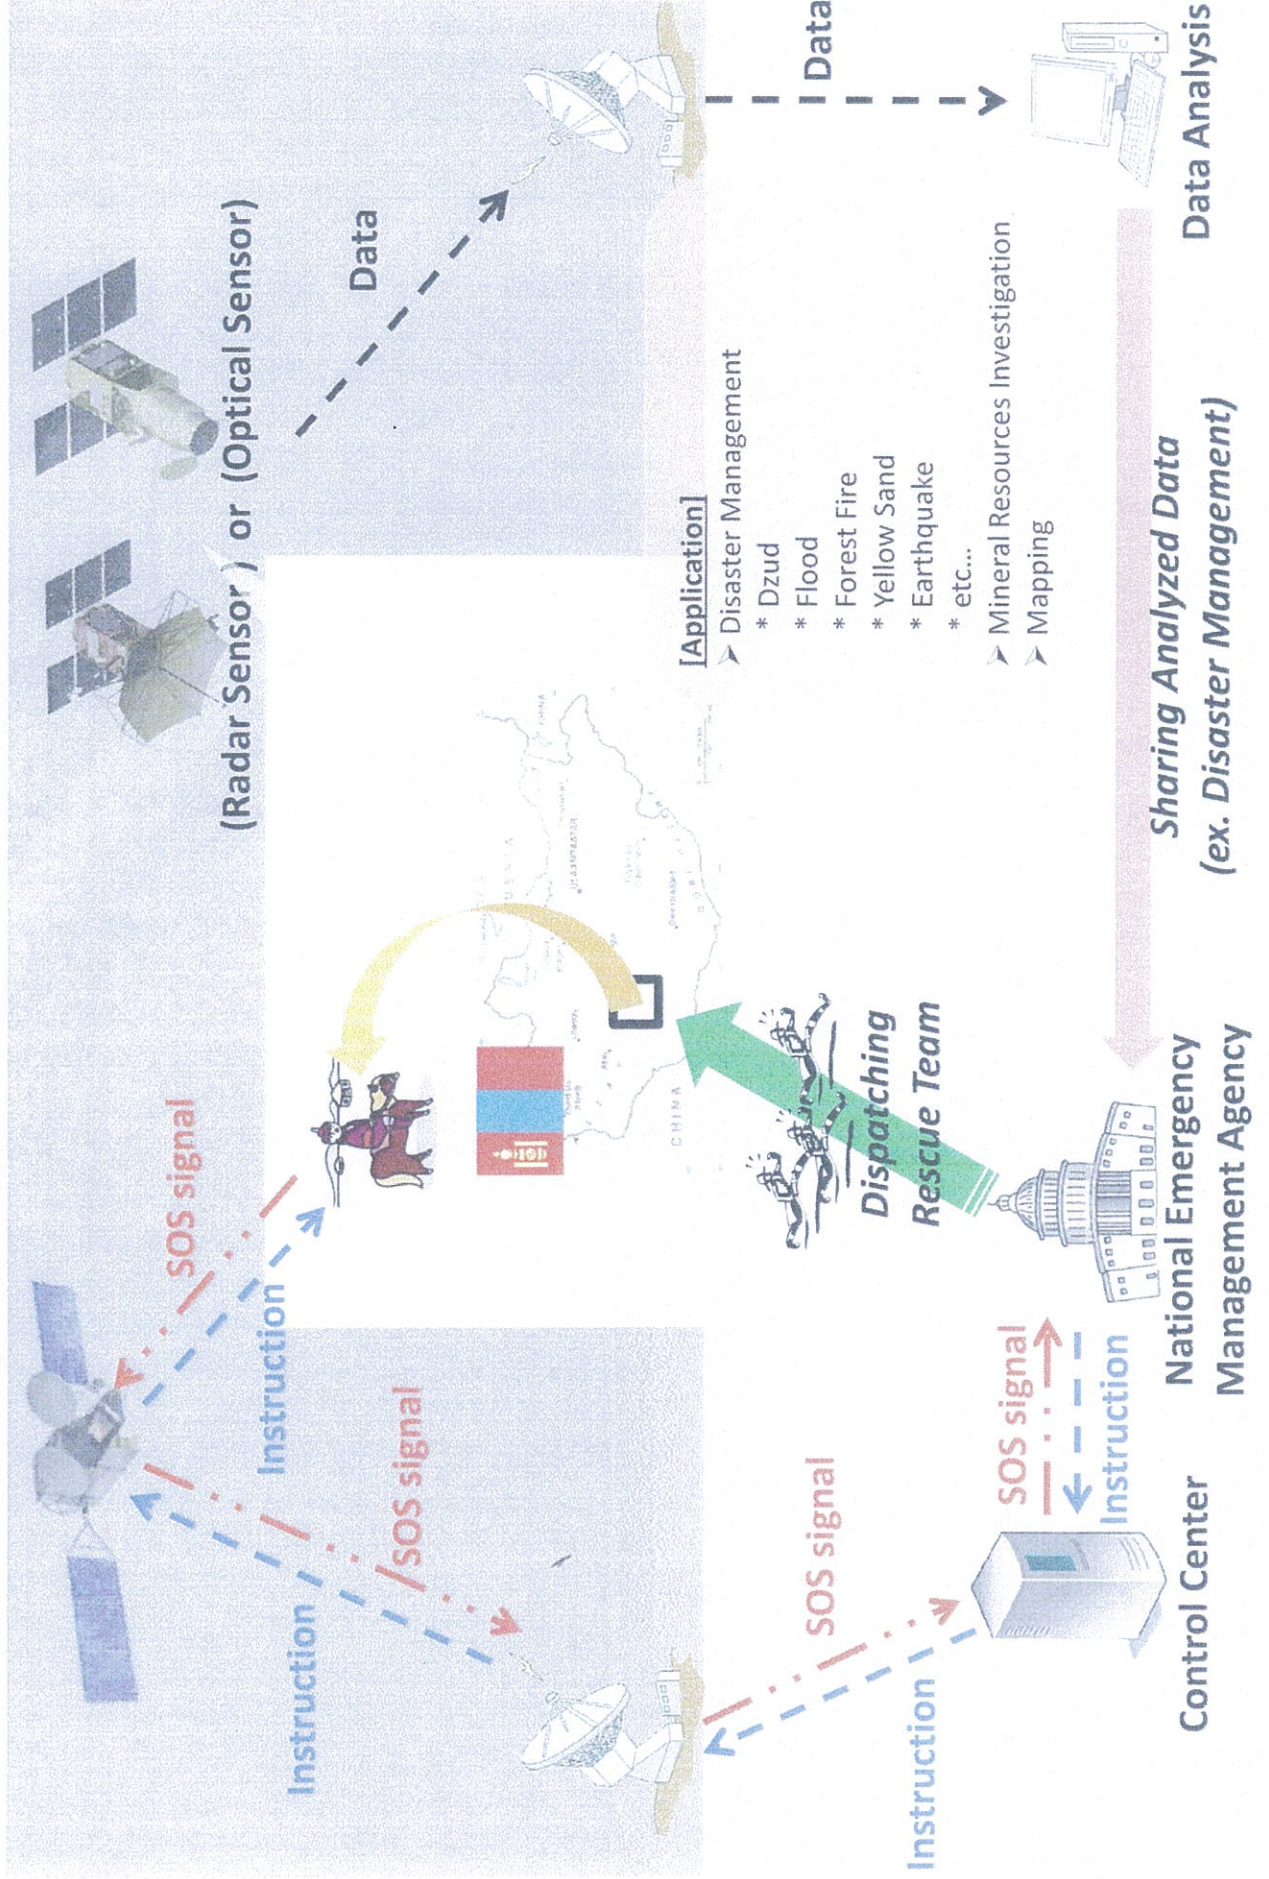 SOS signal
(Radar Sensor) or (Optical Sensor)
Instruction
Instruction
Data
SOS signal
ULAANBAATAR
CHINA
[Application]
➤ Disaster Management
* Dzud
* Flood
* Forest Fire
* Yellow Sand
* Earthquake
* etc...
➤ Mineral Resources Investigation
➤ Mapping
Data
SOS signal
Instruction
Dispatching
Rescue Team
SOS signal
Instruction
Control Center
National Emergency
Management Agency
Sharing Analyzed Data
(ex. Disaster Management)
Data Analysis